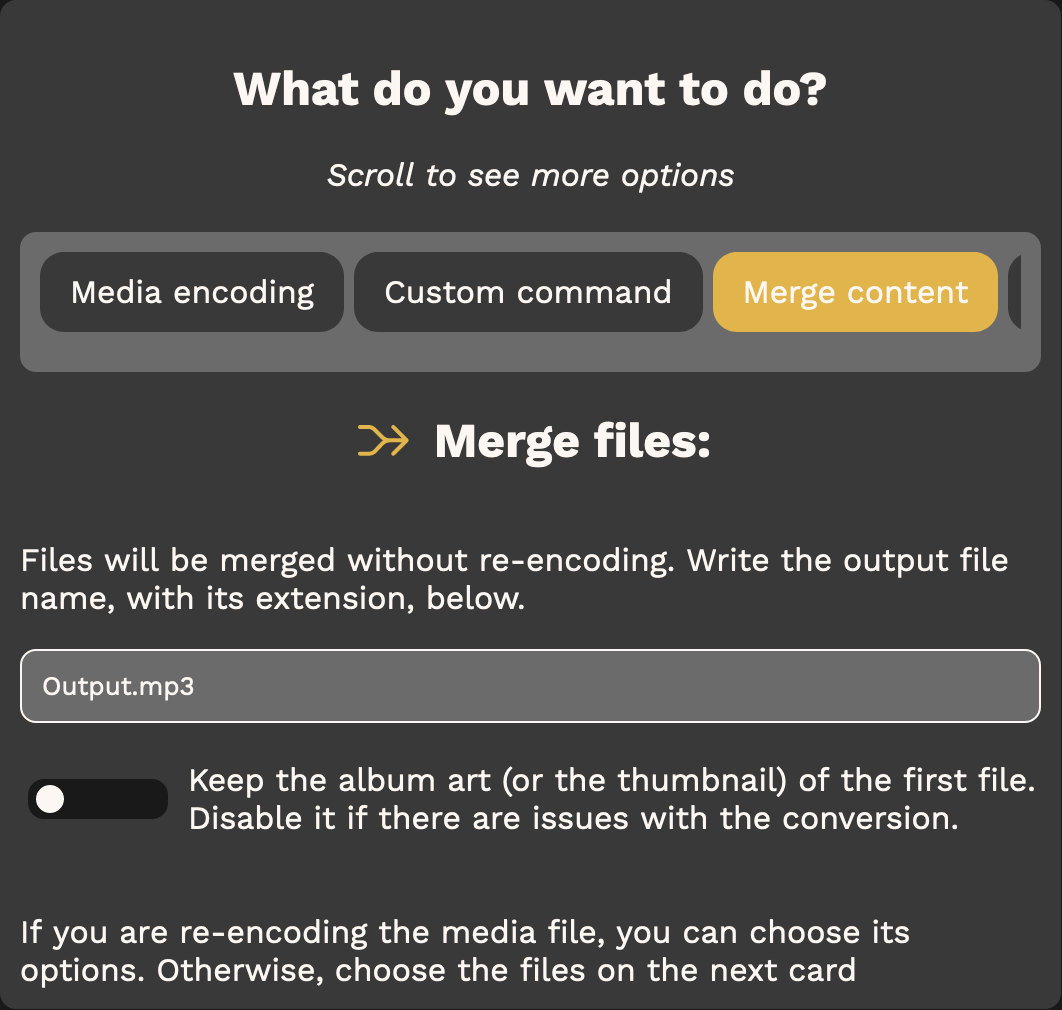 What do you want to do?
Scroll to see more options
Media encoding
Custom command
Merge content
Merge files:
Files will be merged without re-encoding. Write the output file
name, with its extension, below.
Output.mp3
Keep the album art (or the thumbnail) of the first file.
Disable it if there are issues with the conversion.
If you are re-encoding the media file, you can choose its
options. Otherwise, choose the files on the next card